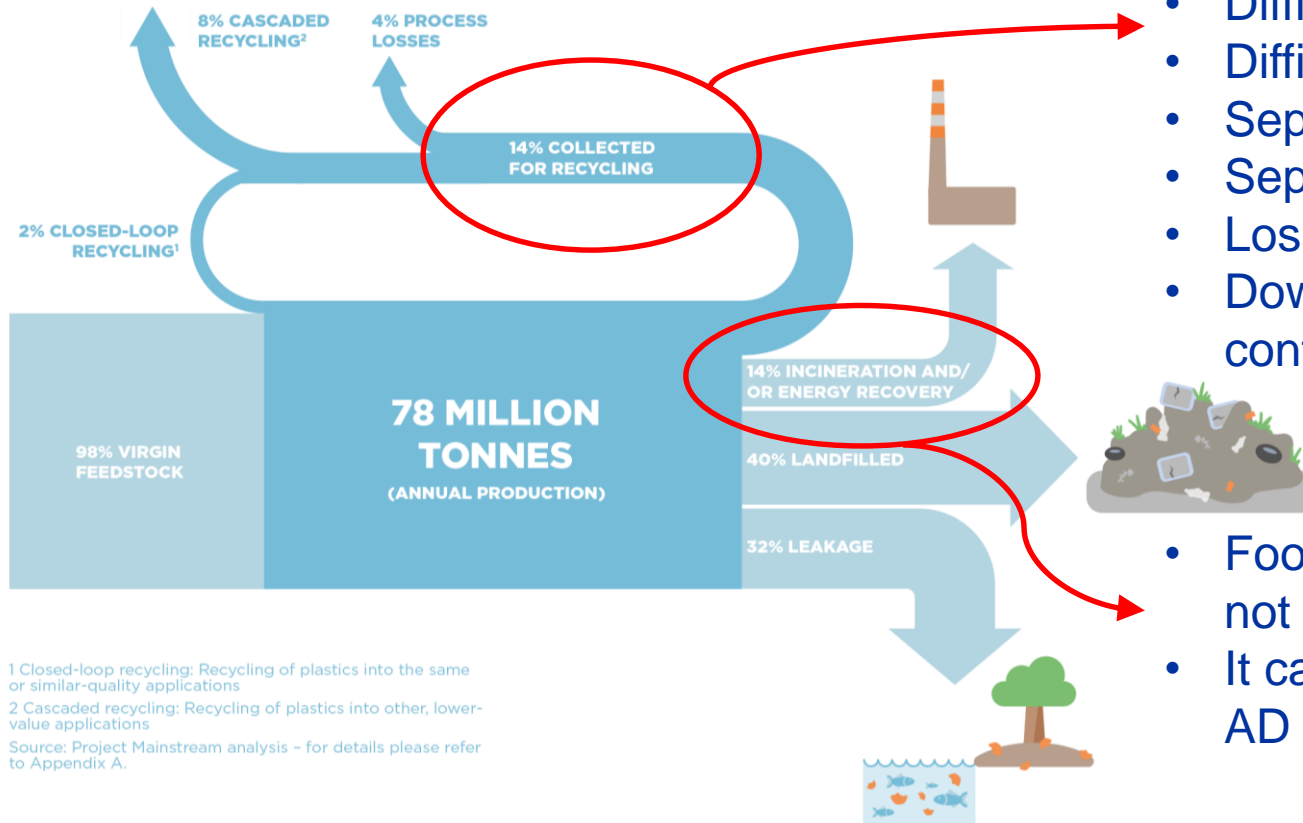 8% CASCADED
RECYCLING²
4% PROCESS
LOSSES
14% COLLECTED
FOR RECYCLING
2% CLOSED-LOOP
RECYCLING¹
98% VIRGIN
FEEDSTOCK
78 MILLION
TONNES
(ANNUAL PRODUCTION)
14% INCINERATION AND/
OR ENERGY RECOVERY
40% LANDFILLED
32% LEAKAGE
1 Closed-loop recycling: Recycling of plastics into the same
or similar-quality applications
2 Cascaded recycling: Recycling of plastics into other, lower-
value applications
Source: Project Mainstream analysis – for details please refer
to Appendix A.
•
•
• Sep
• Sep
• Los
• Dow
• Foo
not
• It ca
AD